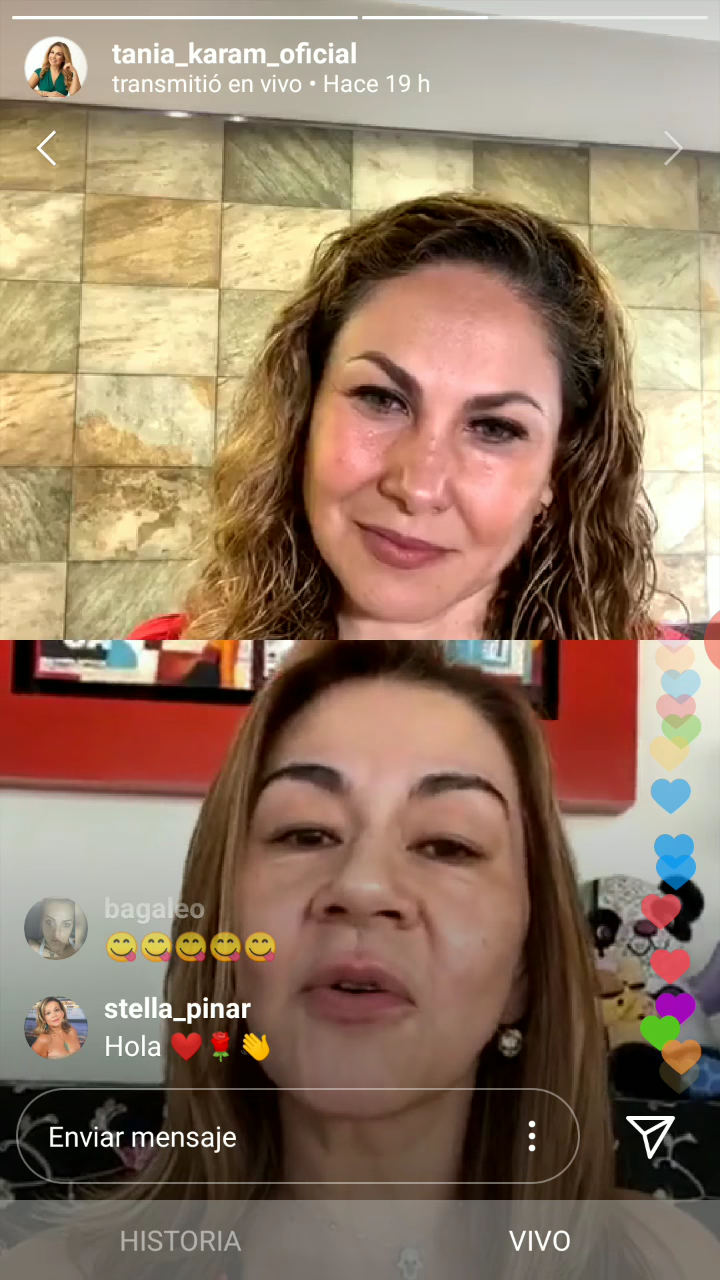 tania_karam_oficial
transmitió en vivo • Hace 19 h
bagaleo
😋😋😋😋😋
stella_pinar
Hola ❤️🌹👋
Enviar mensaje
HISTORIA
VIVO